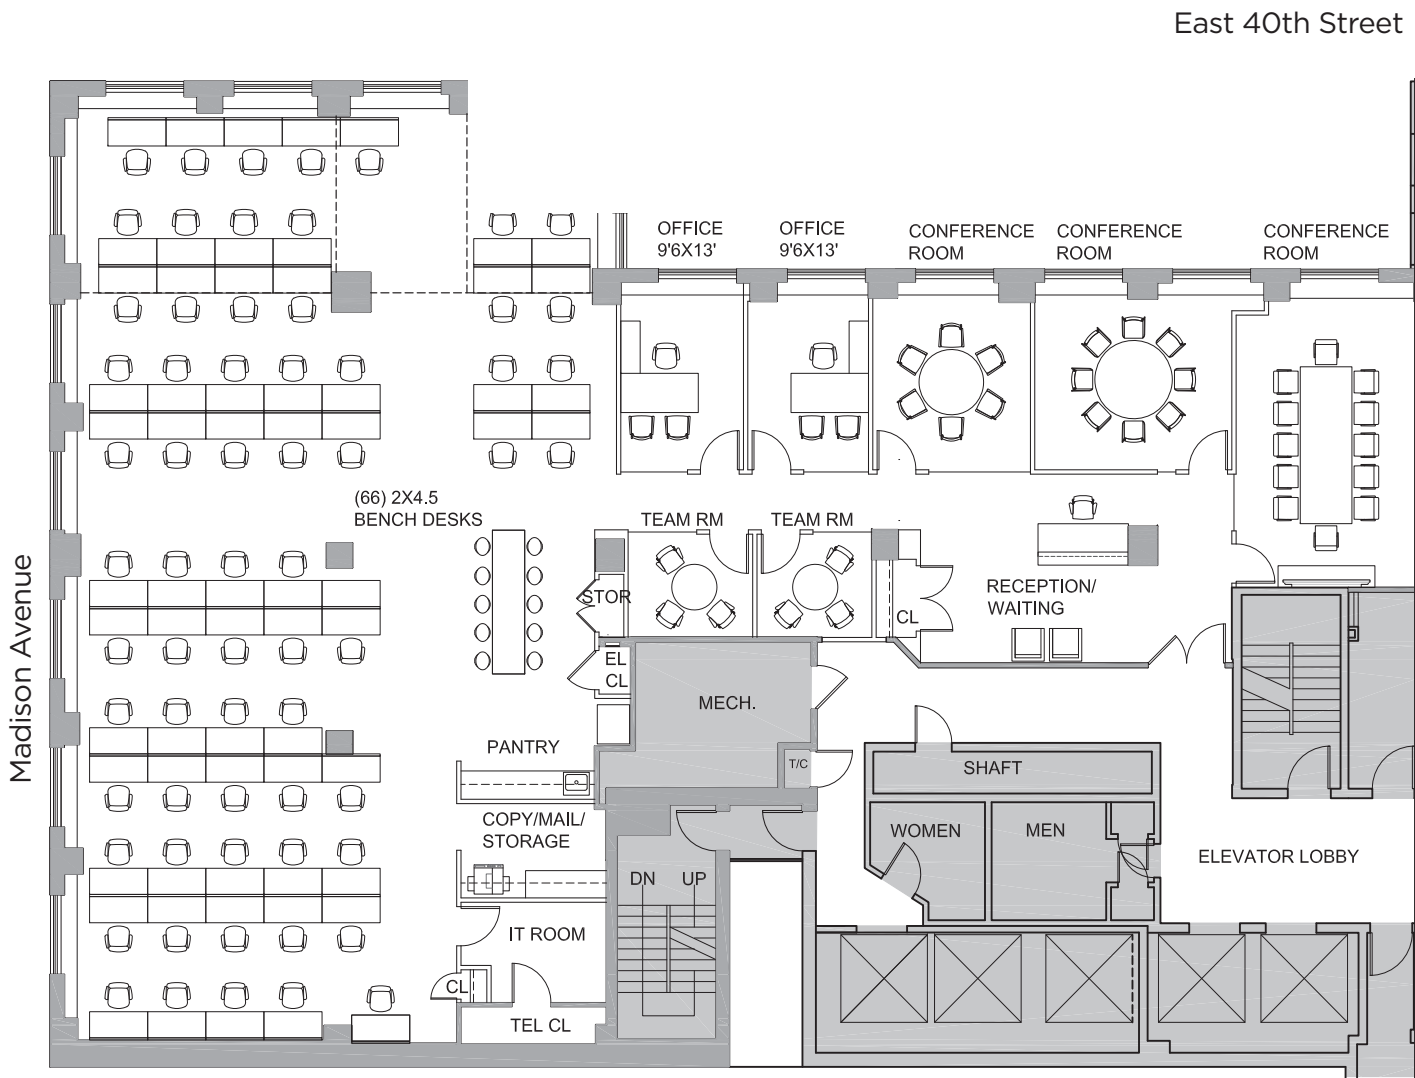 East 40th Street
OFFICE
9'6X13'
OFFICE
9'6X13'
CONFERENCE
ROOM
CONFERENCE
ROOM
CONFERENCE
ROOM
(66) 2X4.5
BENCH DESKS
TEAM RM
TEAM RM
Madison Avenue
STOR
RECEPTION/
WAITING
CL
EL
CL
MECH.
PANTRY
T/C
SHAFT
COPY/MAIL/
STORAGE
WOMEN
MEN
ELEVATOR LOBBY
DN
UP
IT ROOM
CL
TEL CL